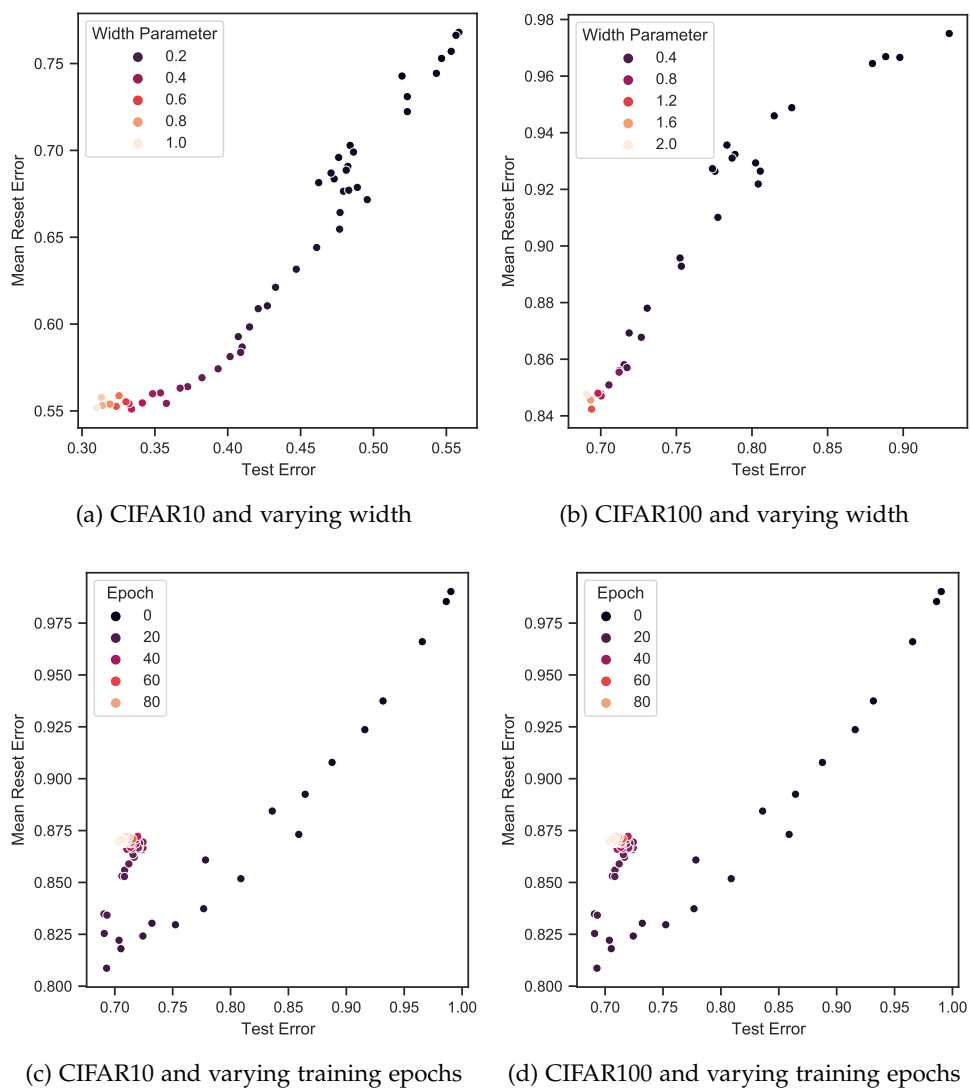 Width Parameter
0.2
0.4
0.6
0.8
1.0
0.75
0.70
0.65
0.60
0.55
Mean Reset Error
0.30 0.35 0.40 0.45 0.50 0.55
Test Error
(a) CIFAR10 and varying width
Width Parameter
0.4
0.8
1.2
1.6
2.0
0.98
0.96
0.94
0.92
0.90
0.88
0.86
0.84
Mean Reset Error
0.70 0.75 0.80 0.85 0.90
Test Error
(b) CIFAR100 and varying width
Epoch
0
20
40
60
80
0.975
0.950
0.925
0.900
0.875
0.850
0.825
0.800
Mean Reset Error
0.70 0.75 0.80 0.85 0.90 0.95 1.00
Test Error
(c) CIFAR10 and varying training epochs
Epoch
0
20
40
60
80
0.975
0.950
0.925
0.900
0.875
0.850
0.825
0.800
Mean Reset Error
0.70 0.75 0.80 0.85 0.90 0.95 1.00
Test Error
(d) CIFAR100 and varying training epochs